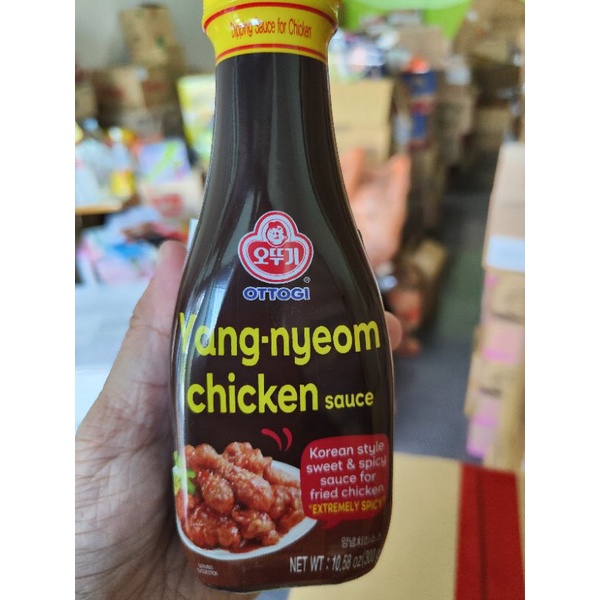 Dipping Sauce for Chicken
오뚜기
®
OTTOGI
Yang-nyeom
chicken sauce
Korean style
sweet & spicy
sauce for
fried chicken
"EXTREMELY SPICY"
NET WT : 10.58 oz(300